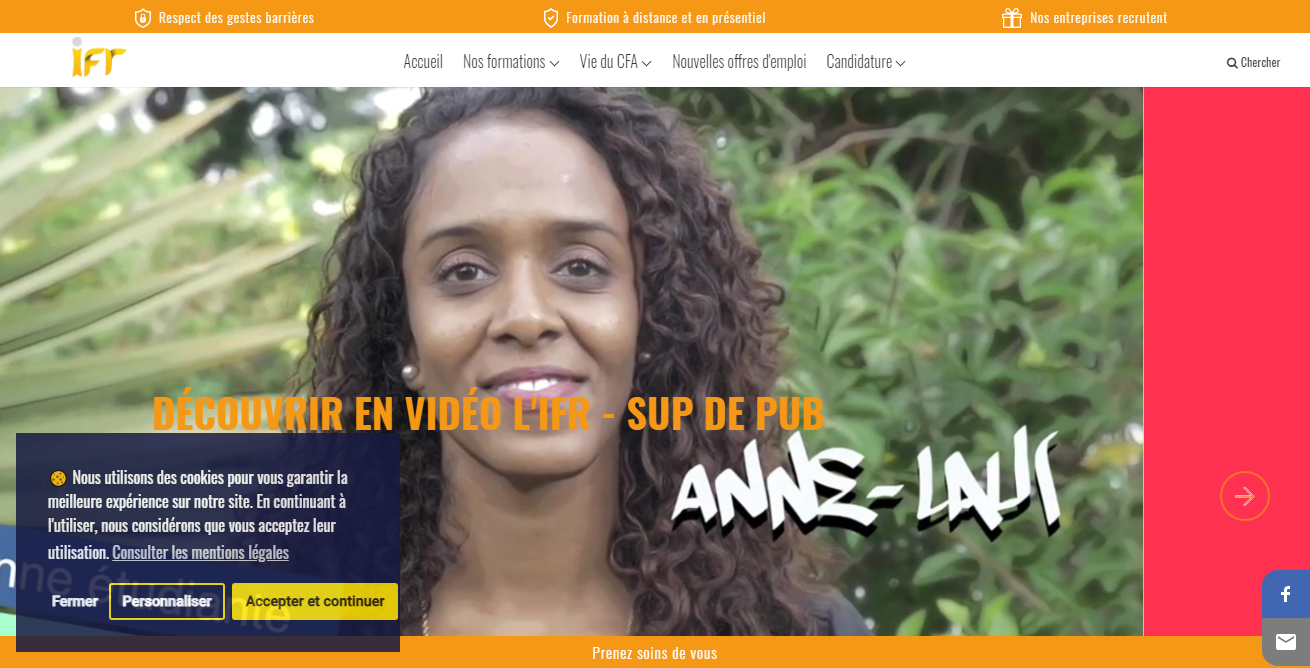 Respect des gestes barrières
Formation à distance et en présentiel
Nos entreprises recrutent
ifr
Accueil
Nos formations
Vie du CFA
Nouvelles offres d'emploi
Candidature
Chercher
DÉCOUVRIR EN VIDÉO L'IFR - SUP DE PUB
Nous utilisons des cookies pour vous garantir la
meilleure expérience sur notre site. En continuant à
l'utiliser, nous considérons que vous acceptez leur
utilisation. Consulter les mentions légales
Fermer
Personnaliser
Accepter et continuer
étudiante
Prenez soins de vous